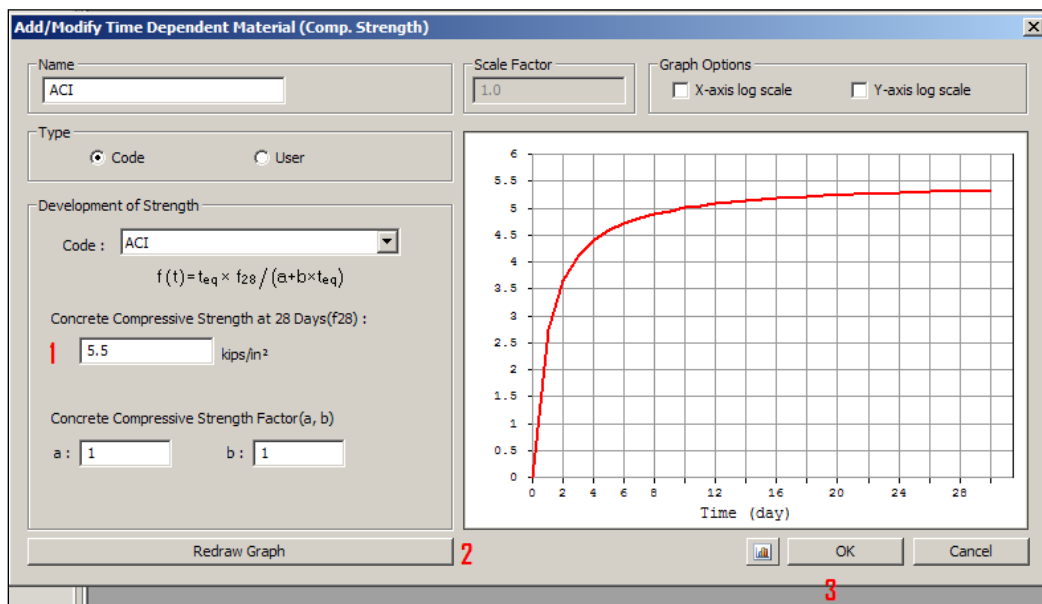 Add/Modify Time Dependent Material (Comp. Strength)
Name
ACI
Scale Factor
1.0
Graph Options
X-axis log scale
Y-axis log scale
Type
Code
User
Development of Strength
Code :
ACI
f(t)=teq× f28/(a+b×teq)
Concrete Compressive Strength at 28 Days(f28) :
1
5.5
kips/in²
Concrete Compressive Strength Factor(a, b)
a : 1
b : 1
6
5.5
5
4.5
4
3.5
3
2.5
2
1.5
1
0.5
0
0 2 4 6 8 12 16 20 24 28
Time (day)
Redraw Graph
2
OK
Cancel
3